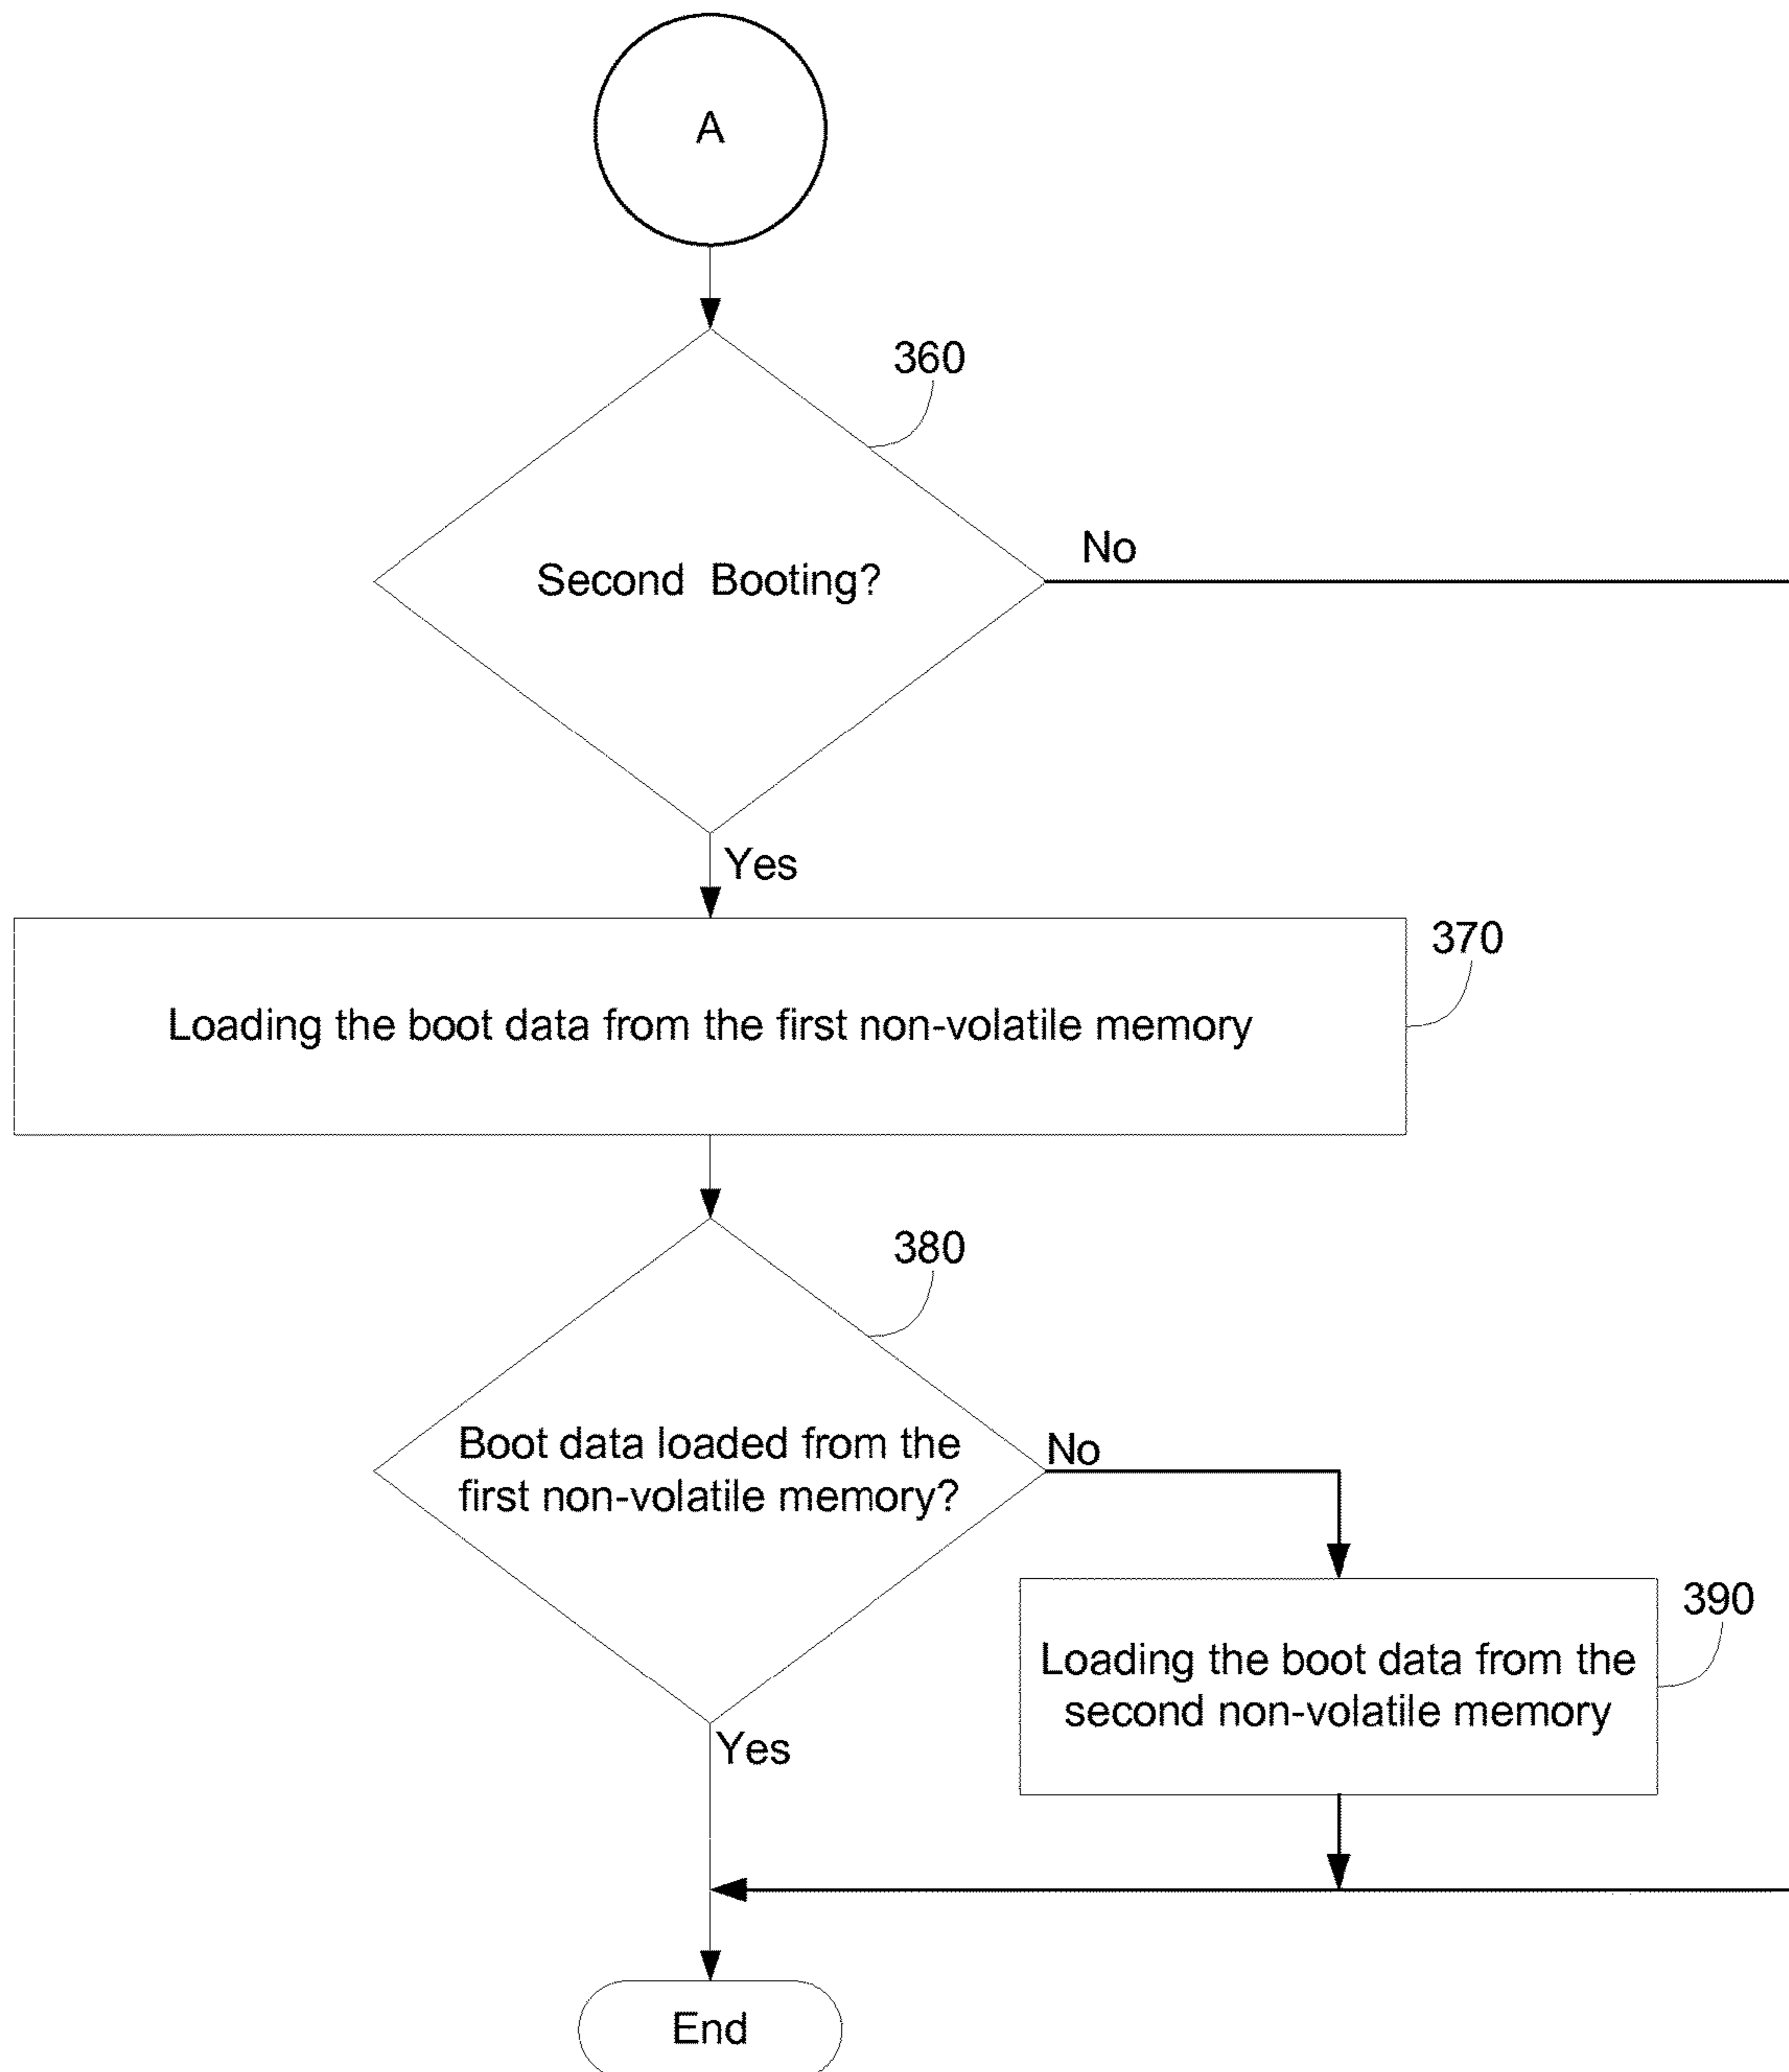 A
360
Second  Booting?
No
Yes
370
Loading the boot data from the first non-volatile memory
380
Boot data loaded from the
first non-volatile memory?
No
390
Loading the boot data from the
second non-volatile memory
Yes
End